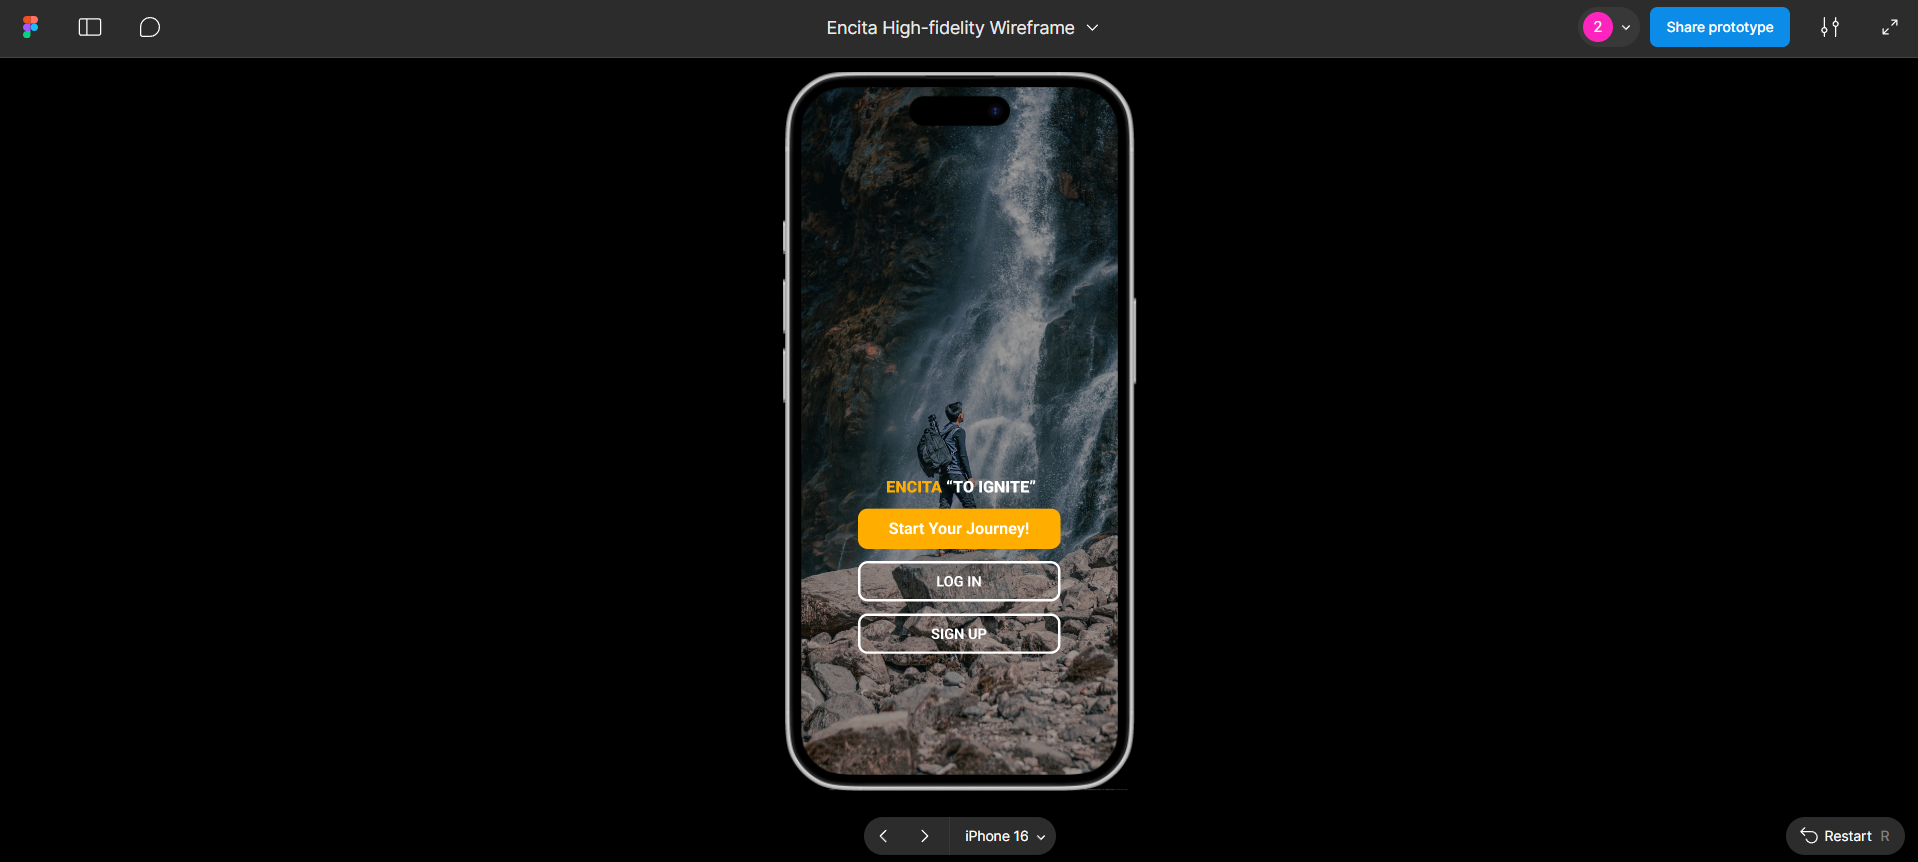 Encita High-fidelity Wireframe
2
Share prototype
ENCITA “TO IGNITE”
Start Your Journey!
LOG IN
SIGN UP
iPhone 16
Restart R